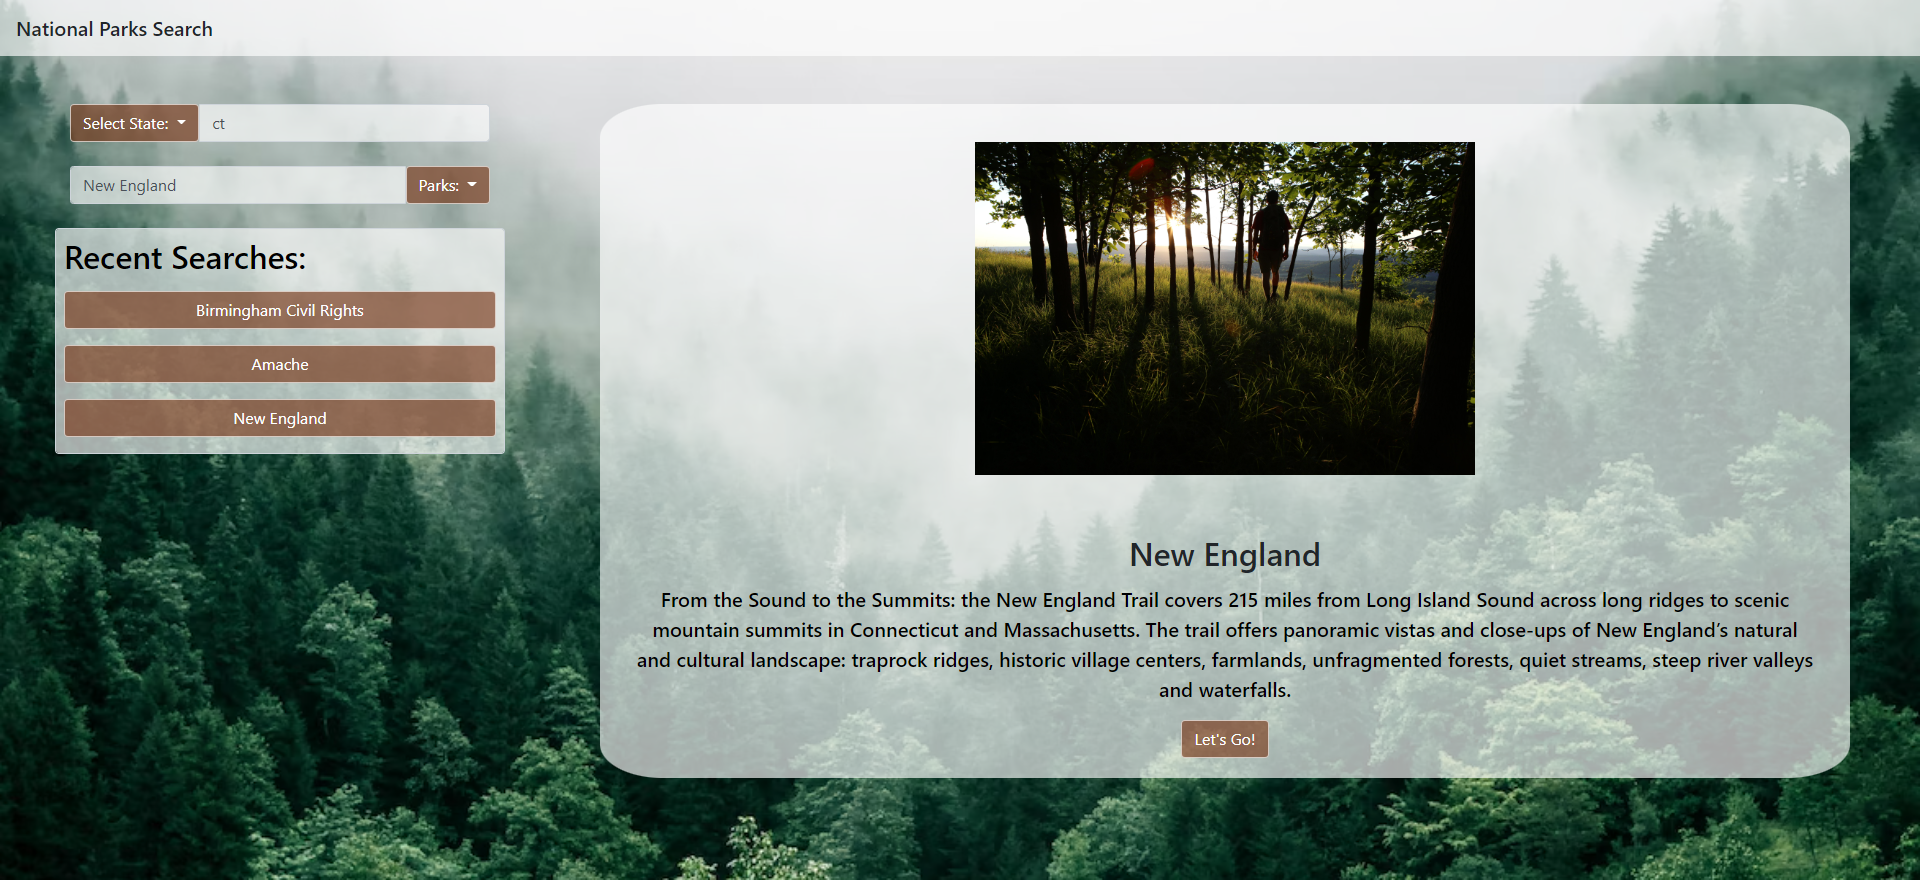 National Parks Search
Select State:
ct
New England
Parks:
Recent Searches:
Birmingham Civil Rights
Amache
New England
New England
From the Sound to the Summits: the New England Trail covers 215 miles from Long Island Sound across long ridges to scenic
mountain summits in Connecticut and Massachusetts. The trail offers panoramic vistas and close-ups of New England’s natural
and cultural landscape: traprock ridges, historic village centers, farmlands, unfragmented forests, quiet streams, steep river valleys
and waterfalls.
Let's Go!